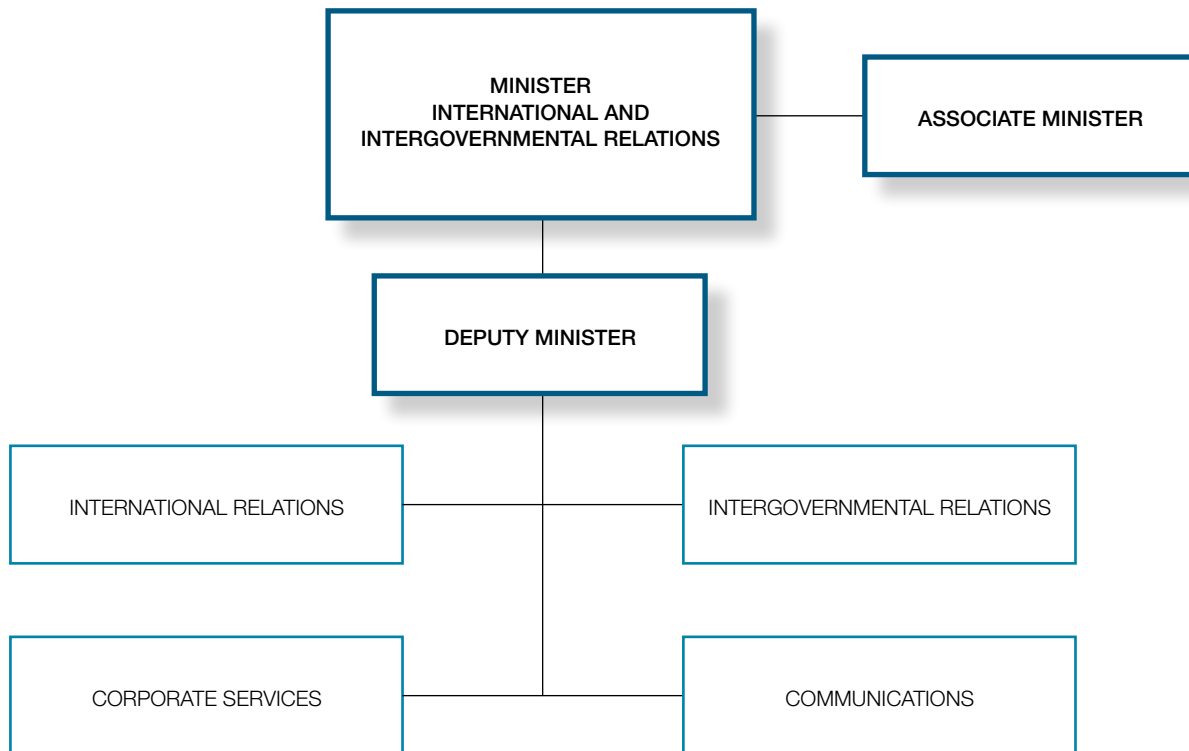 MINISTER
INTERNATIONAL AND
INTERGOVERNMENTAL RELATIONS
ASSOCIATE MINISTER
DEPUTY MINISTER
INTERNATIONAL RELATIONS
INTERGOVERNMENTAL RELATIONS
CORPORATE SERVICES
COMMUNICATIONS